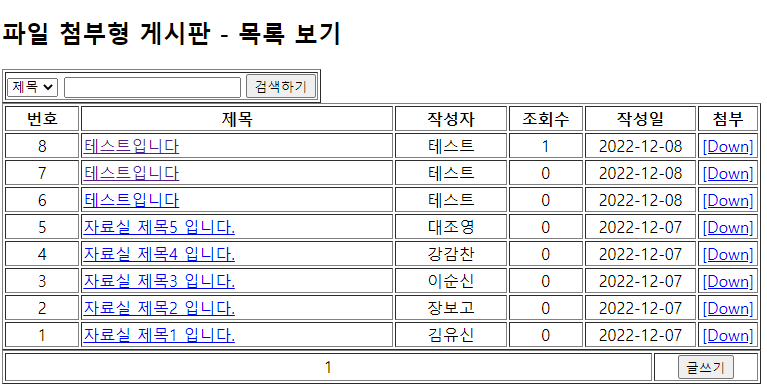 파일 첨부형 게시판 - 목록 보기
제목 검색하기
번호 제목 작성자 조회수 작성일 첨부
8 테스트입니다 테스트 1 2022-12-08 [Down]
7 테스트입니다 테스트 0 2022-12-08 [Down]
6 테스트입니다 테스트 0 2022-12-08 [Down]
5 자료실 제목5 입니다. 대조영 0 2022-12-07 [Down]
4 자료실 제목4 입니다. 강감찬 0 2022-12-07 [Down]
3 자료실 제목3 입니다. 이순신 0 2022-12-07 [Down]
2 자료실 제목2 입니다. 장보고 0 2022-12-07 [Down]
1 자료실 제목1 입니다. 김유신 0 2022-12-07 [Down]
1 글쓰기